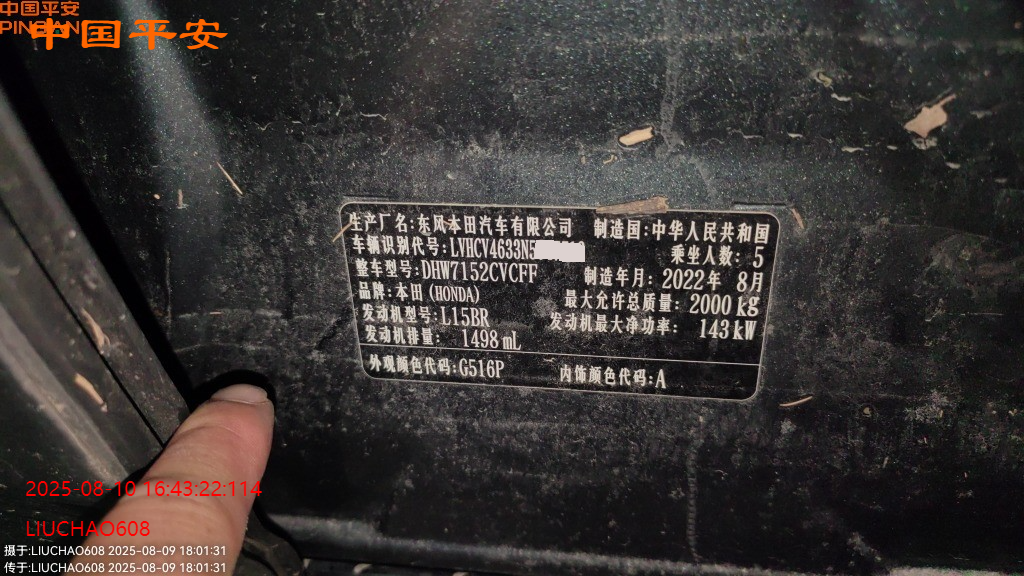 中国平安
PINGAN
中国平安
生产厂名:东风本田汽车有限公司 制造国:中华人民共和国
车辆识别代号:LVHCV4633N5 乘坐人数: 5
整车型号:DHW7152CVCFF 制造年月: 2022年 8月
品牌:本田 (HONDA) 最大允许总质量: 2000 kg
发动机型号:L15BR 发动机最大净功率: 143 kW
发动机排量: 1498 mL
外观颜色代码:G516P 内饰颜色代码:A
2025-08-10 16:43:22:114
LIUCHAO608
摄于:LIUCHAO608 2025-08-09 18:01:31
传于:LIUCHAO608 2025-08-09 18:01:31